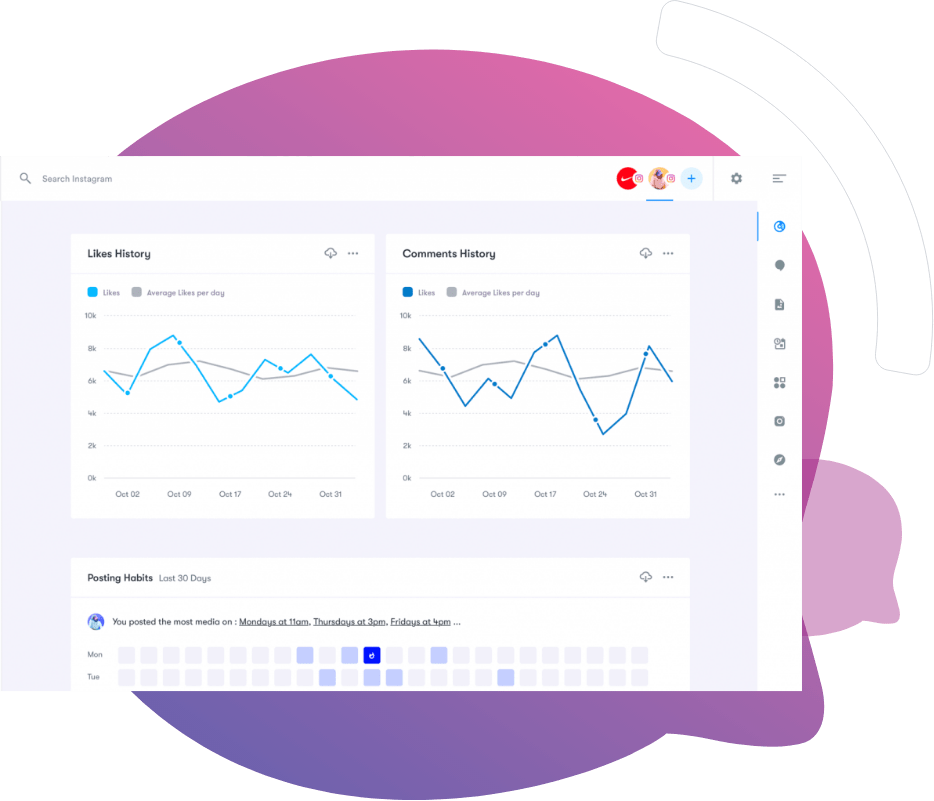 Search Instagram
Likes History
Comments History
Likes Average Likes per day
Likes Average Likes per day
10k
8k
6k
4k
2k
0k
Oct 02 Oct 09 Oct 17 Oct 24 Oct 31
10k
8k
6k
4k
2k
0k
Oct 02 Oct 09 Oct 17 Oct 24 Oct 31
Posting Habits Last 30 Days
You posted the most media on : Mondays at 11am, Thursdays at 3pm, Fridays at 4pm ...
Mon
Tue